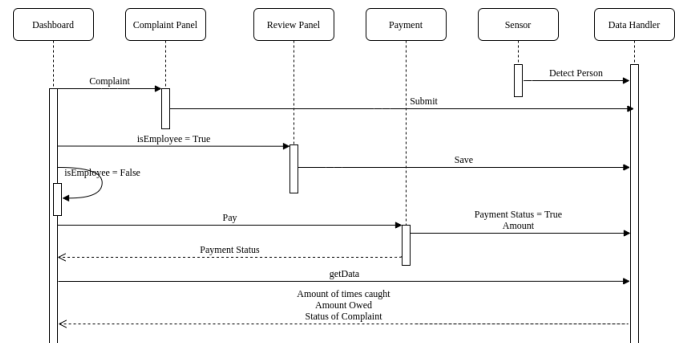 Dashboard
Complaint Panel
Review Panel
Payment
Sensor
Data Handler
Detect Person
Complaint
Submit
isEmployee = True
Save
isEmployee = False
Pay
Payment Status = True
Amount
Payment Status
getData
Amount of times caught
Amount Owed
Status of Complaint